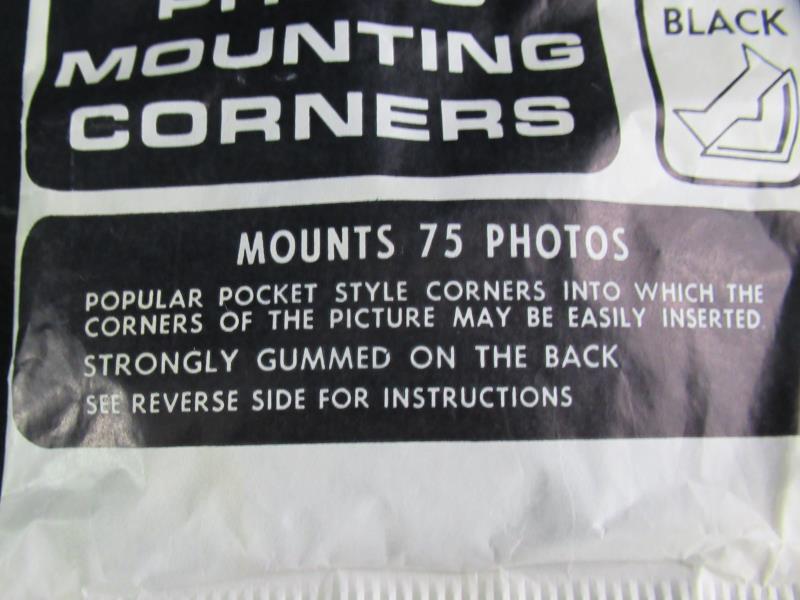 BLACK
MOUNTING
CORNERS
MOUNTS 75 PHOTOS
POPULAR POCKET STYLE CORNERS INTO WHICH THE
CORNERS OF THE PICTURE MAY BE EASILY INSERTED.
STRONGLY GUMMED ON THE BACK
SEE REVERSE SIDE FOR INSTRUCTIONS